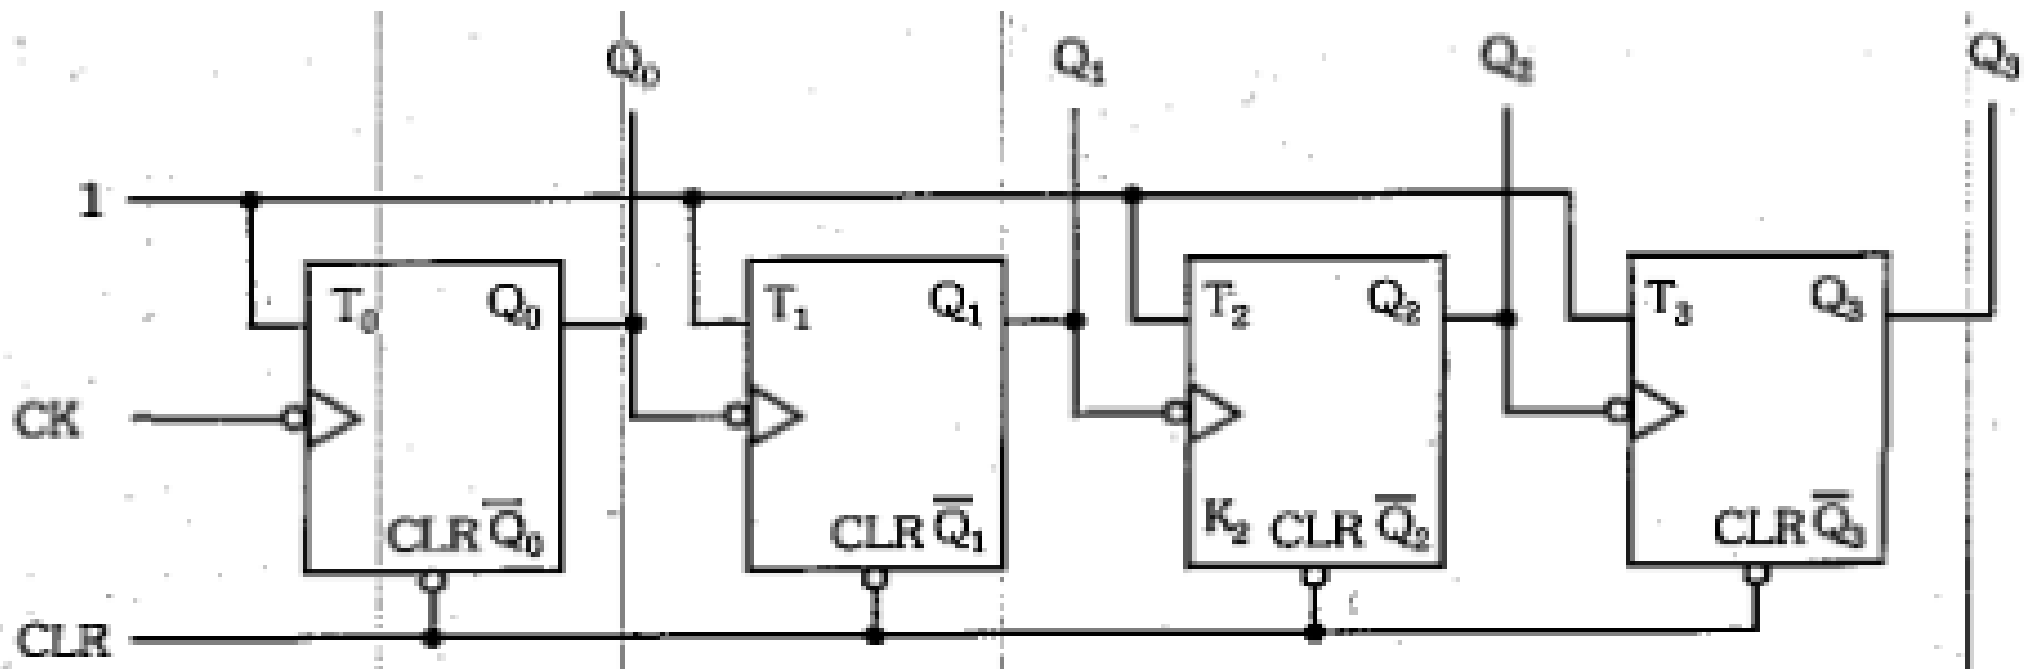 Q₀ Q₁ Q₂ Q₃
1
T₀ Q₀ T₁ Q₁ T₂ Q₂ T₃ Q₃
CK
CLR Q̅₀ CLR Q̅₁ K₂ CLR Q̅₂ CLR Q̅₃
CLR